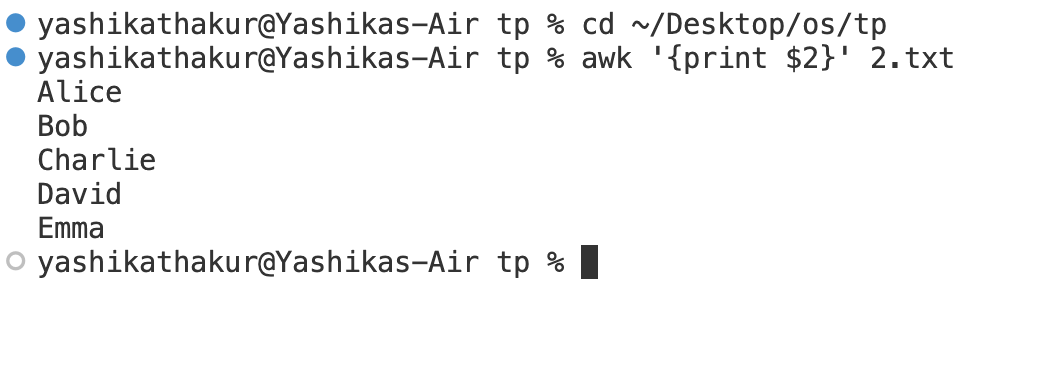 yashikathakur@Yashikas-Air tp % cd ~/Desktop/os/tp
yashikathakur@Yashikas-Air tp % awk '{print $2}' 2.txt
Alice
Bob
Charlie
David
Emma
yashikathakur@Yashikas-Air tp %